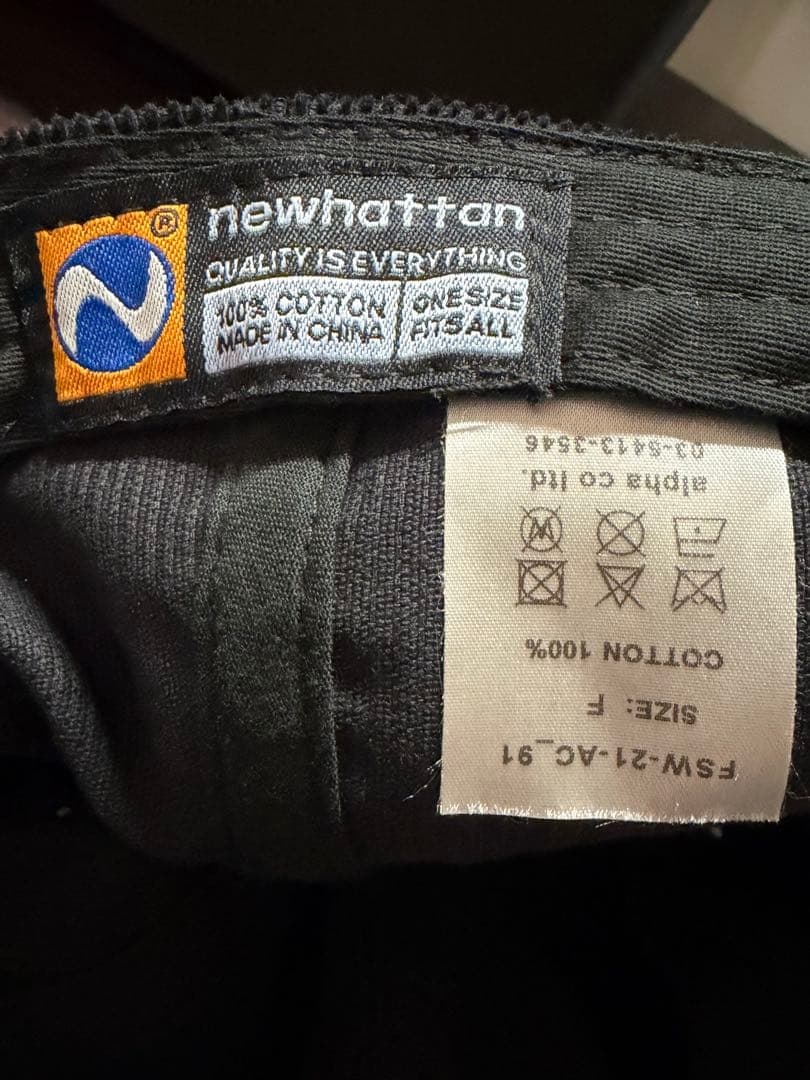 ®
newhattan
QUALITY IS EVERYTHING
100% COTTON
MADE IN CHINA
ONE SIZE
FITS ALL
FSW-21-AC_91
SIZE: F
COTTON 100%
alpha co ltd.
03-5413-3546